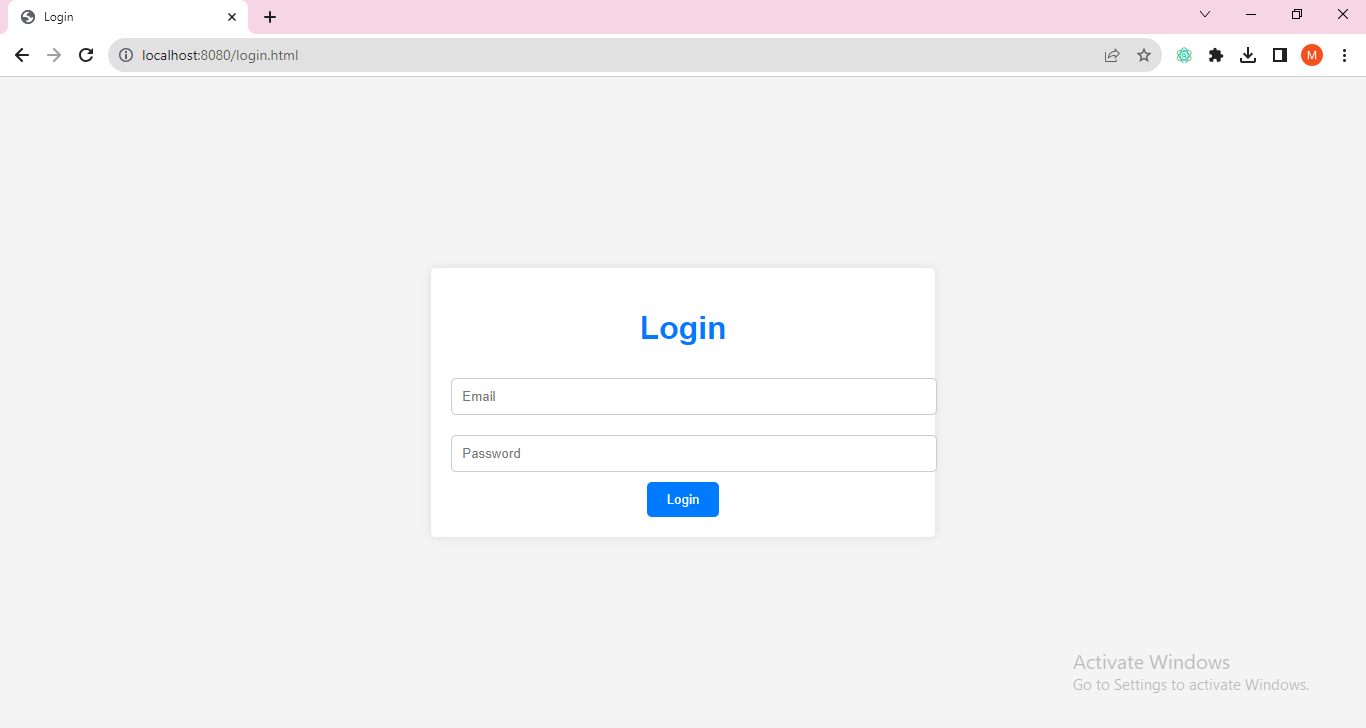 Login
localhost:8080/login.html
M
Login
Email
Password
Login
Activate Windows
Go to Settings to activate Windows.